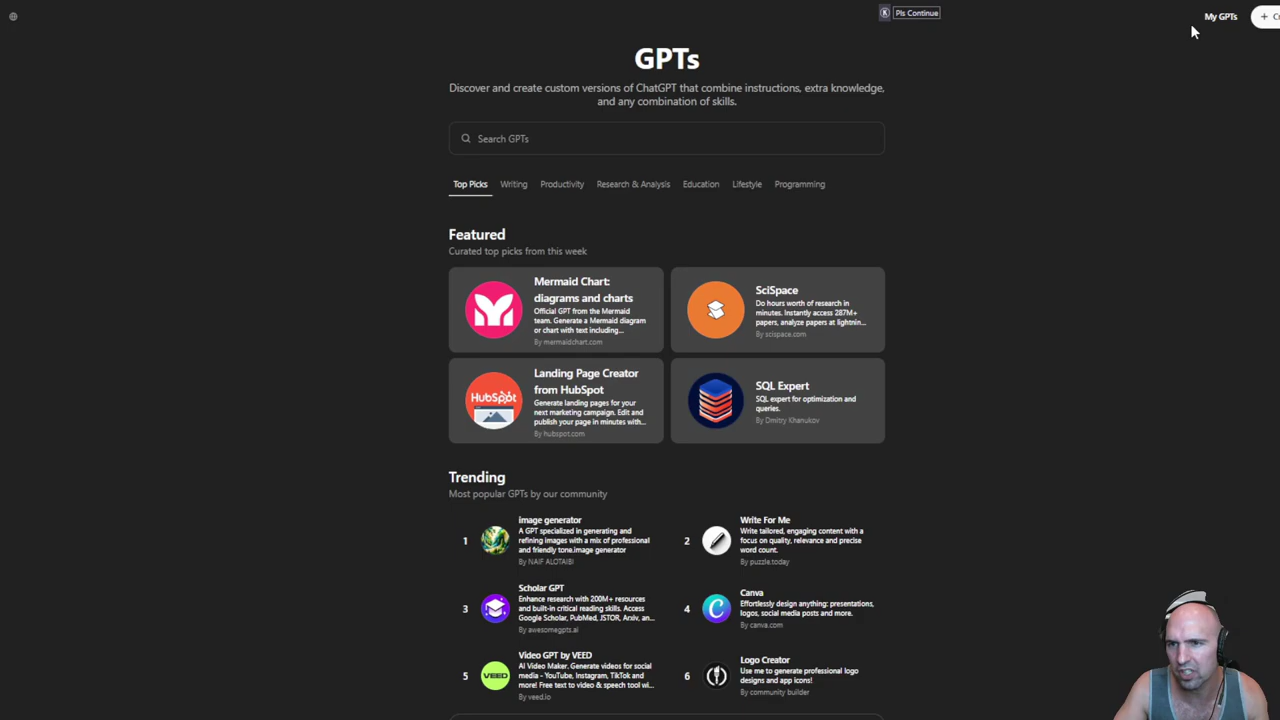 K Pls Continue
My GPTs
GPTs
Discover and create custom versions of ChatGPT that combine instructions, extra knowledge,
and any combination of skills.
Search GPTs
Top Picks Writing Productivity Research & Analysis Education Lifestyle Programming
Featured
Curated top picks from this week
Mermaid Chart:
diagrams and charts
Official GPT from the Mermaid
team. Generate a Mermaid diagram
or chart with text including...
By mermaidchart.com
SciSpace
Do hours worth of research in
minutes. Instantly access 287M+
papers, analyze papers at lightnin...
By scispace.com
Landing Page Creator
from HubSpot
Generate landing pages for your
next marketing campaign. Edit and
publish your page in minutes with...
By hubspot.com
HubSpot
SQL Expert
SQL expert for optimization and
queries.
By Dmitry Khanukov
Trending
Most popular GPTs by our community
1
image generator
A GPT specialized in generating and
refining images with a mix of professional
and friendly tone.image generator
By NAIF ALOTAIBI
2
Write For Me
Write tailored, engaging content with a
focus on quality, relevance and precise
word count.
By puzzle.today
3
Scholar GPT
Enhance research with 200M+ resources
and built-in critical reading skills. Access
Google Scholar, PubMed, JSTOR, Arxiv, an...
By awesomegpts.ai
4
Canva
Effortlessly design anything: presentations,
logos, social media posts and more.
By canva.com
5
VEED
Video GPT by VEED
AI Video Maker. Generate videos for social
media - YouTube, Instagram, TikTok and
more! Free text to video & speech tool wi...
By veed.io
6
Logo Creator
Use me to generate professional logo
designs and app icons!
By community builder